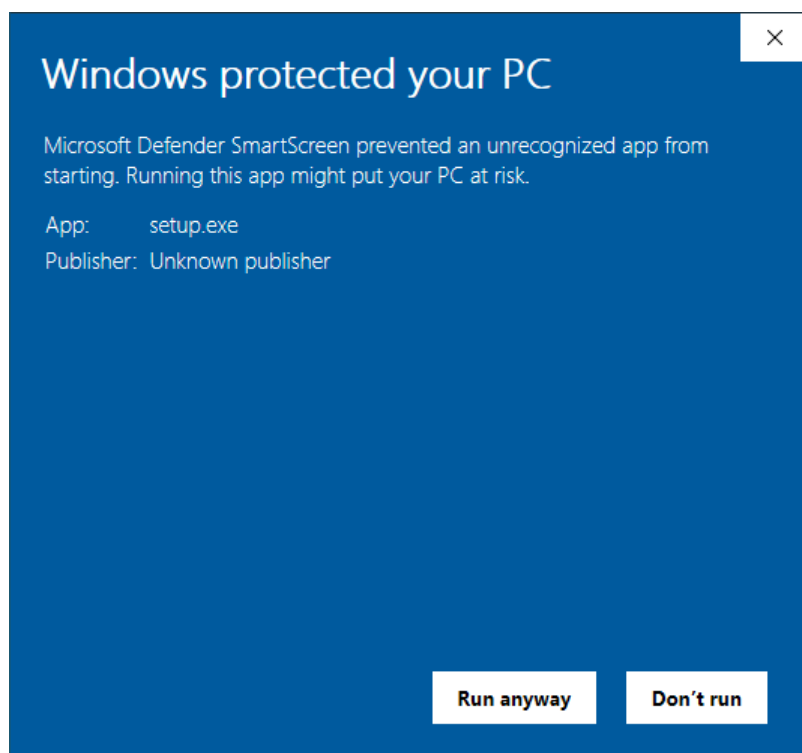 Windows protected your PC
Microsoft Defender SmartScreen prevented an unrecognized app from
starting. Running this app might put your PC at risk.
App: setup.exe
Publisher: Unknown publisher
Run anyway Don’t run